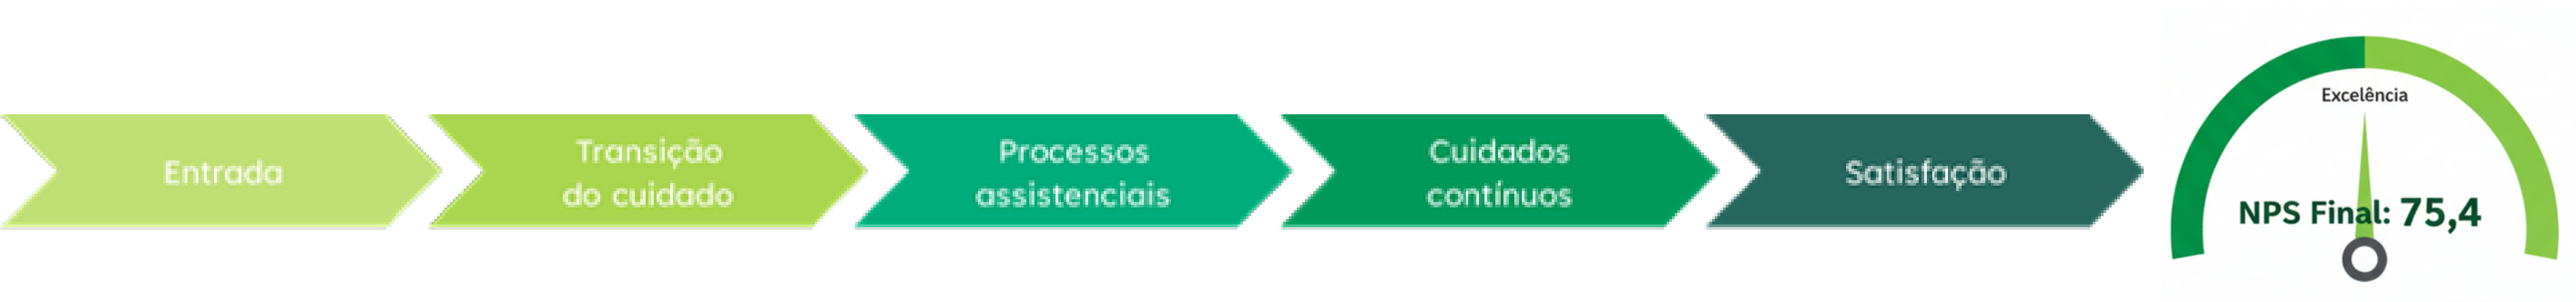 Entrada
Transição
do cuidado
Processos
assistenciais
Cuidados
contínuos
Satisfação
Excelência
NPS Final: 75,4